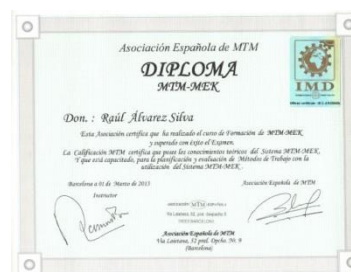 Asociación Española de MTM
DIPLOMA
MTM-MEK
IMD
Don. : Raúl Álvarez Silva
Esta Asociación certifica que ha realizado el curso de Formación de MTM-MEK
y superado con éxito el Examen.
La Calificación MTM certifica que posee los conocimientos teóricos del Sistema MTM-MEK,
Y que está capacitado, para la planificación y evaluación de Métodos de Trabajo con la
utilización del Sistema MTM-MEK.
Barcelona a 01 de Marzo de 2013
Asociación Española de MTM
Instructor
MTM
Asociación Española de MTM
Vía Laietana, 32 pral. Dpcho. Nº. 9
(Barcelona)